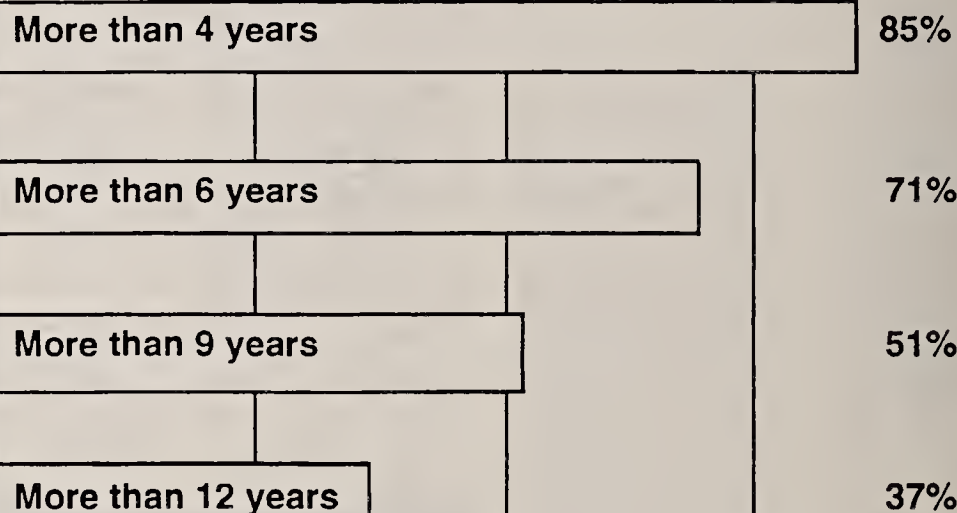 More than 4 years 85%
More than 6 years 71%
More than 9 years 51%
More than 12 years 37%